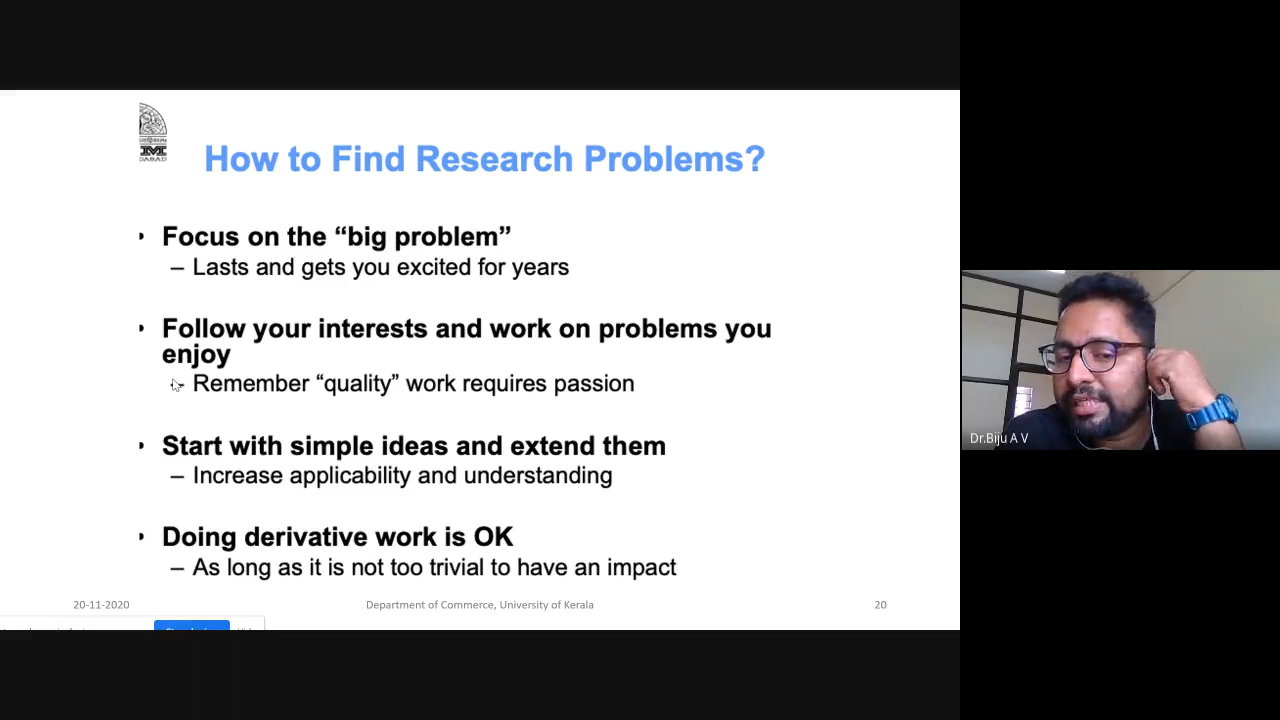 How to Find Research Problems?
• Focus on the “big problem”
– Lasts and gets you excited for years
• Follow your interests and work on problems you
enjoy
– Remember “quality” work requires passion
• Start with simple ideas and extend them
– Increase applicability and understanding
• Doing derivative work is OK
– As long as it is not too trivial to have an impact
20-11-2020
Department of Commerce, University of Kerala
20
Dr.Biju A V